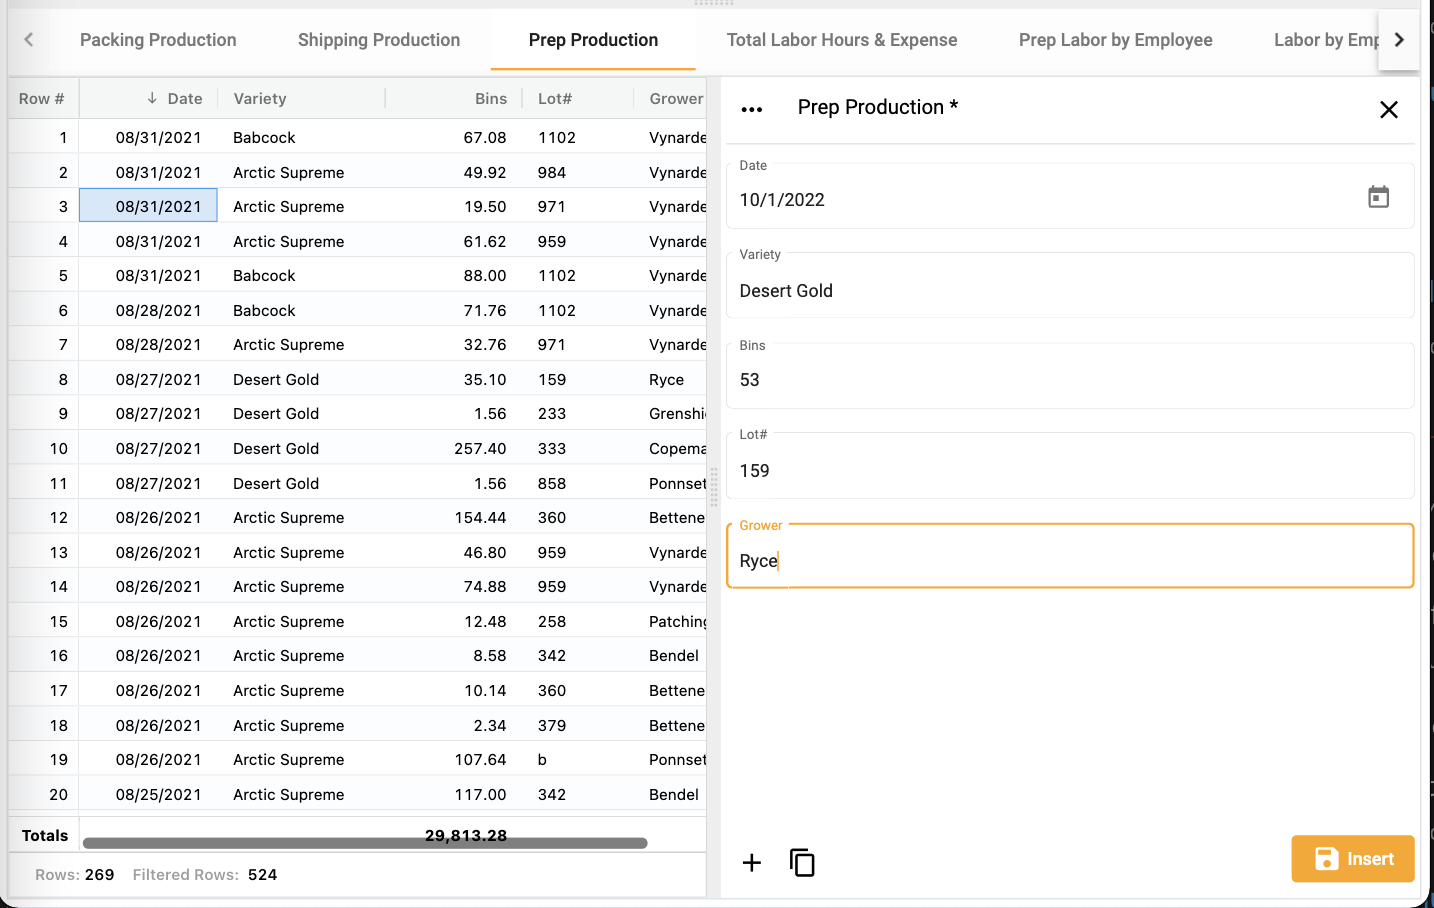 Packing Production Shipping Production Prep Production Total Labor Hours & Expense Prep Labor by Employee Labor by Emp
Row # Date Variety Bins Lot# Grower
1 08/31/2021 Babcock 67.08 1102 Vynarde
2 08/31/2021 Arctic Supreme 49.92 984 Vynarde
3 08/31/2021 Arctic Supreme 19.50 971 Vynarde
4 08/31/2021 Arctic Supreme 61.62 959 Vynarde
5 08/31/2021 Babcock 88.00 1102 Vynarde
6 08/28/2021 Babcock 71.76 1102 Vynarde
7 08/28/2021 Arctic Supreme 32.76 971 Vynarde
8 08/27/2021 Desert Gold 35.10 159 Ryce
9 08/27/2021 Desert Gold 1.56 233 Grenshi
10 08/27/2021 Desert Gold 257.40 333 Copema
11 08/27/2021 Desert Gold 1.56 858 Ponnset
12 08/26/2021 Arctic Supreme 154.44 360 Bettene
13 08/26/2021 Arctic Supreme 46.80 959 Vynarde
14 08/26/2021 Arctic Supreme 74.88 959 Vynarde
15 08/26/2021 Arctic Supreme 12.48 258 Patching
16 08/26/2021 Arctic Supreme 8.58 342 Bendel
17 08/26/2021 Arctic Supreme 10.14 360 Bettene
18 08/26/2021 Arctic Supreme 2.34 379 Bettene
19 08/26/2021 Arctic Supreme 107.64 b Ponnset
20 08/25/2021 Arctic Supreme 117.00 342 Bendel
Totals 29,813.28
Rows: 269 Filtered Rows: 524
Prep Production *
Date
10/1/2022
Variety
Desert Gold
Bins
53
Lot#
159
Grower
Ryce
Insert